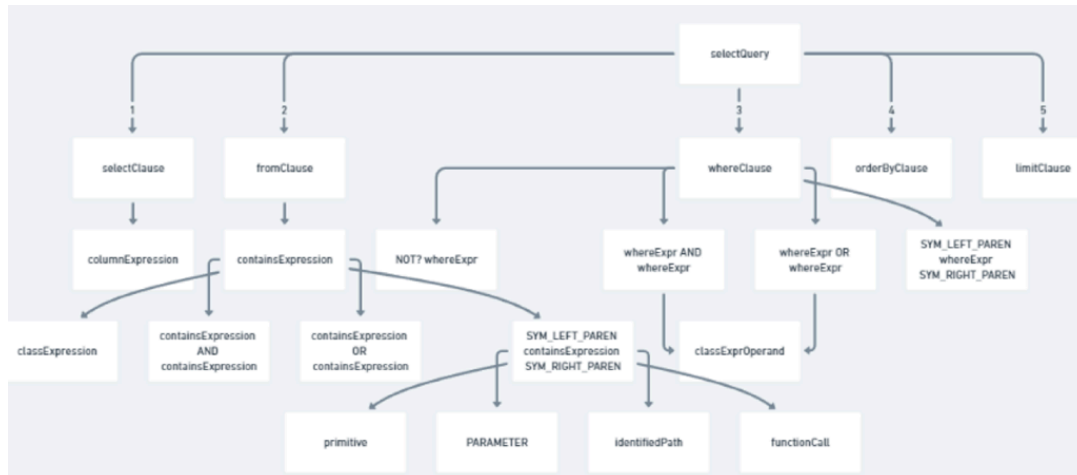 selectQuery
1
2
3
4
5
selectClause
fromClause
whereClause
orderByClause
limitClause
columnExpression
containsExpression
NOT? whereExpr
whereExpr AND
whereExpr
whereExpr OR
whereExpr
SYM_LEFT_PAREN
whereExpr
SYM_RIGHT_PAREN
classExpression
containsExpression
AND
containsExpression
containsExpression
OR
containsExpression
SYM_LEFT_PAREN
containsExpression
SYM_RIGHT_PAREN
classExprOperand
primitive
PARAMETER
identifiedPath
functionCall